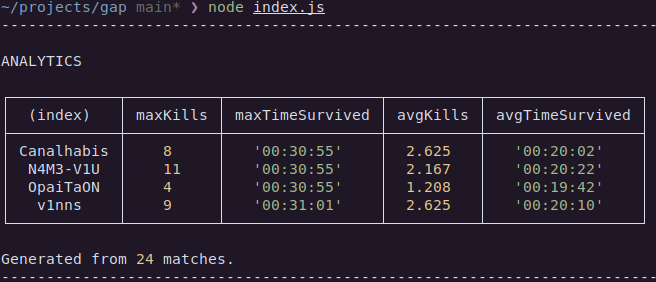 ~/projects/gap main* ❯ node index.js
--------------------------------------------------------------------------
ANALYTICS
(index) maxKills maxTimeSurvived avgKills avgTimeSurvived
Canalhabis 8 '00:30:55' 2.625 '00:20:02'
N4M3-V1U 11 '00:30:55' 2.167 '00:20:22'
OpaiTaON 4 '00:30:55' 1.208 '00:19:42'
v1nns 9 '00:31:01' 2.625 '00:20:10'
Generated from 24 matches.
--------------------------------------------------------------------------